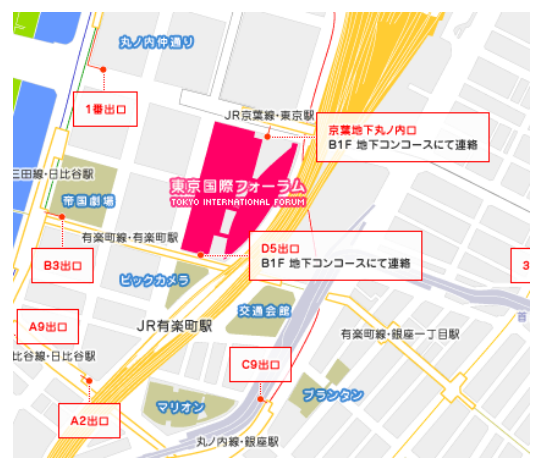 丸ノ内仲通り
1番出口
JR京葉線・東京駅
京葉地下丸ノ内口
B1F 地下コンコースにて連絡
東京国際フォーラム
TOKYO INTERNATIONAL FORUM
三田線・日比谷駅
帝国劇場
有楽町線・有楽町駅
D5出口
B1F 地下コンコースにて連絡
B3出口
3
ビックカメラ
交通会館
A9出口
JR有楽町駅
有楽町線・銀座一丁目駅
比谷線・日比谷駅
C9出口
プランタン
マリオン
A2出口
丸ノ内線・銀座駅